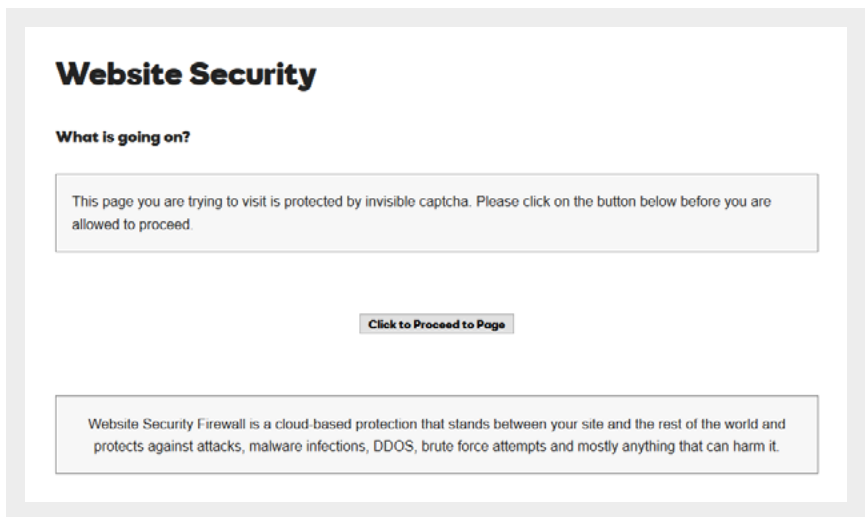 Website Security
What is going on?
This page you are trying to visit is protected by invisible captcha. Please click on the button below before you are
allowed to proceed.
Click to Proceed to Page
Website Security Firewall is a cloud-based protection that stands between your site and the rest of the world and
protects against attacks, malware infections, DDOS, brute force attempts and mostly anything that can harm it.